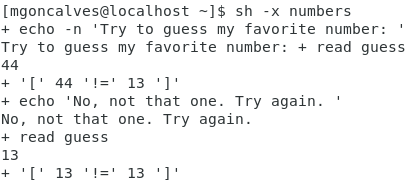 [mgoncalves@localhost ~]$ sh -x numbers
+ echo -n 'Try to guess my favorite number: '
Try to guess my favorite number: + read guess
44
+ '[' 44 '!=' 13 ']'
+ echo 'No, not that one. Try again. '
No, not that one. Try again.
+ read guess
13
+ '[' 13 '!=' 13 ']'